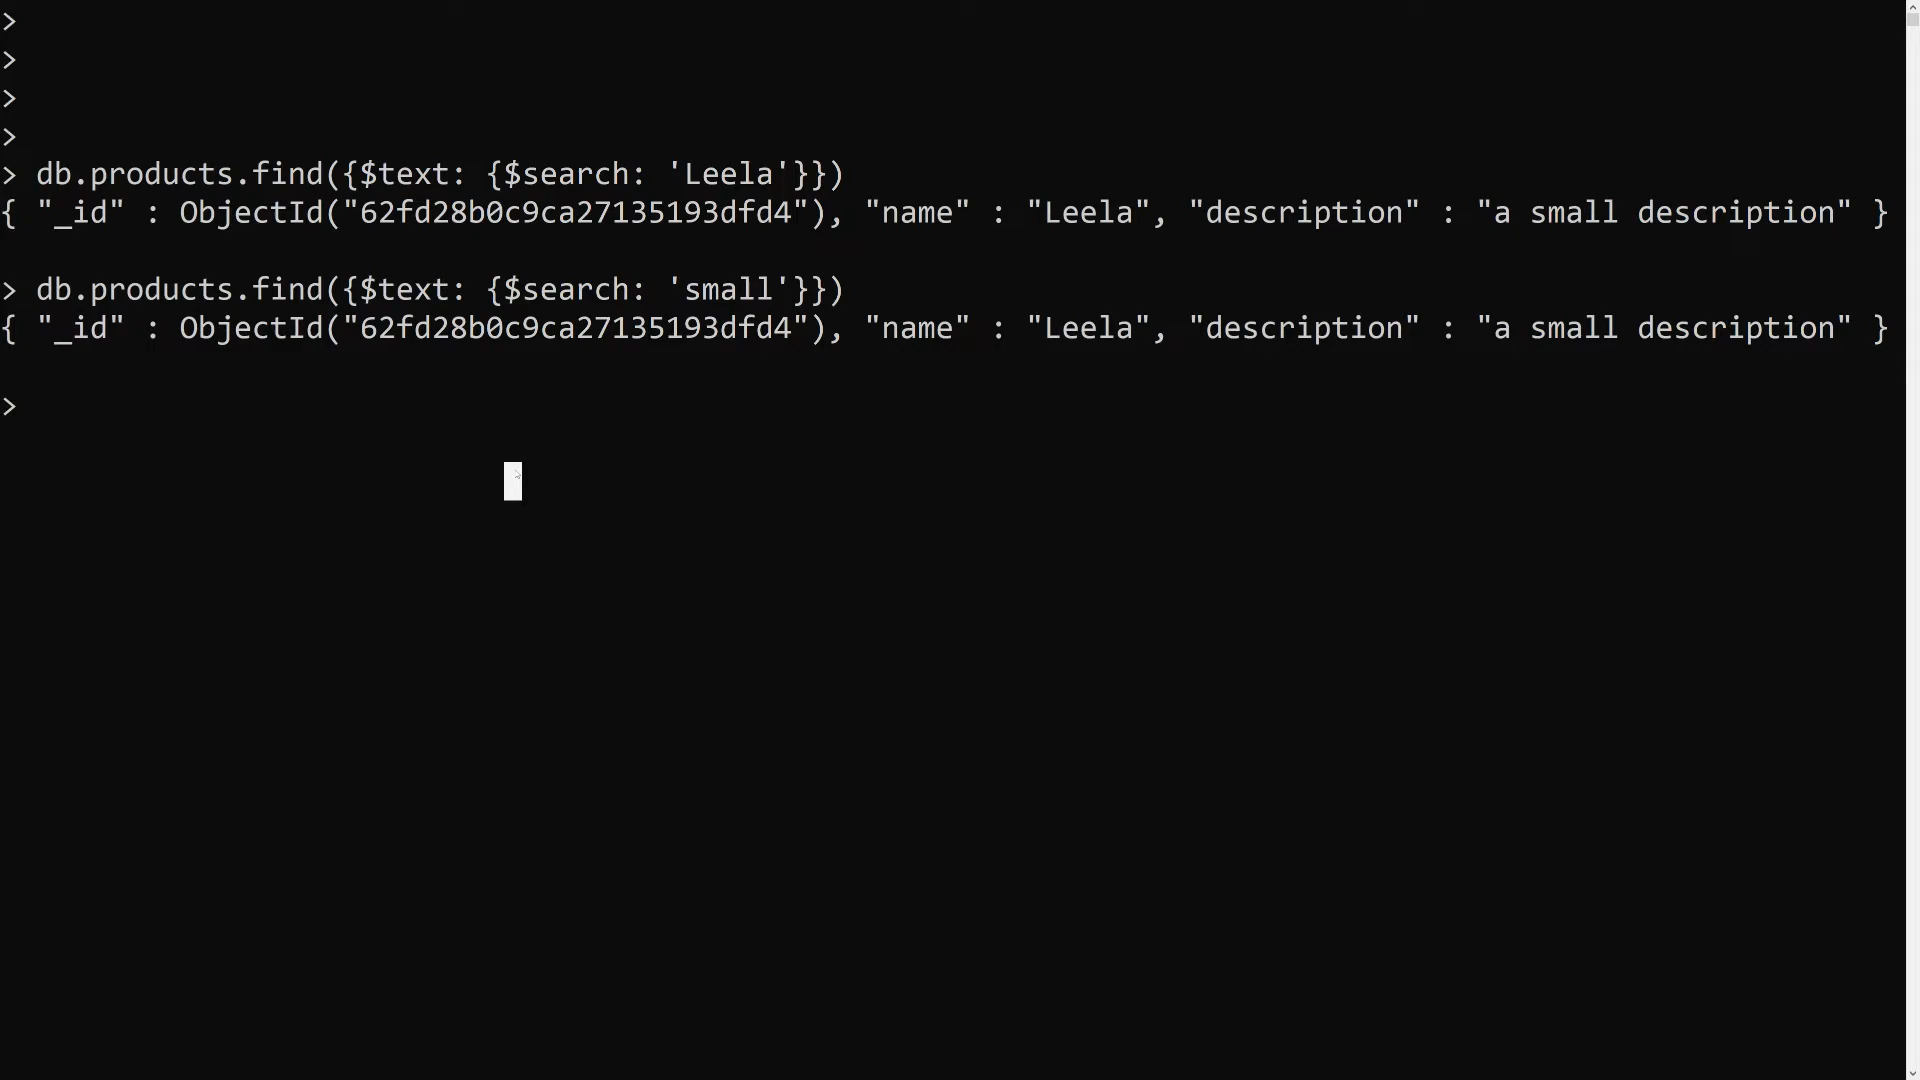 >
>
>
>
> db.products.find({$text: {$search: 'Leela'}})
{ "_id" : ObjectId("62fd28b0c9ca27135193dfd4"), "name" : "Leela", "description" : "a small description" }
> db.products.find({$text: {$search: 'small'}})
{ "_id" : ObjectId("62fd28b0c9ca27135193dfd4"), "name" : "Leela", "description" : "a small description" }
>